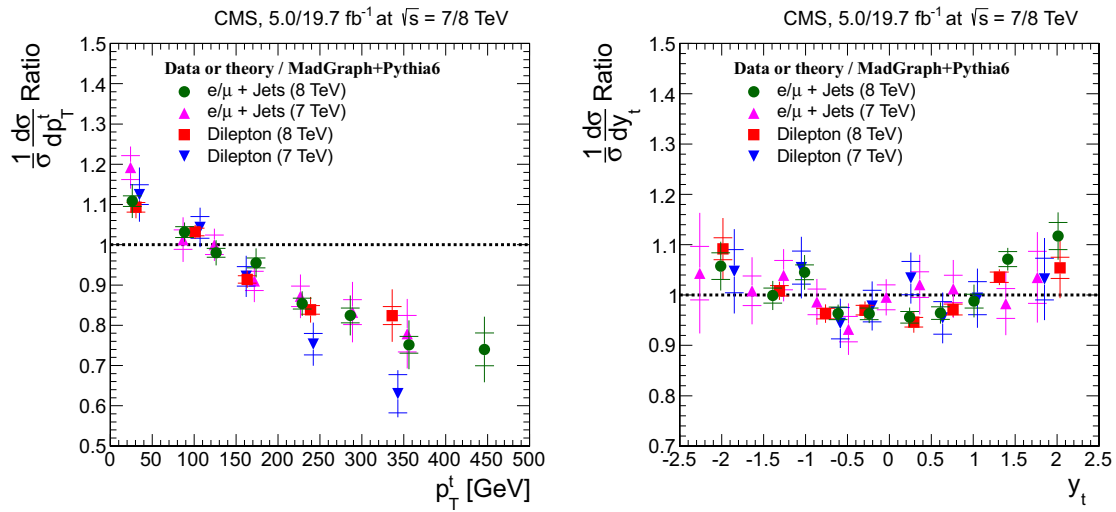 CMS, 5.0/19.7 fb⁻¹ at √s = 7/8 TeV
1/σ dσ/dp_T^t Ratio
1.5
1.4
1.3
1.2
1.1
1
0.9
0.8
0.7
0.6
0.5
Data or theory / MadGraph+Pythia6
e/μ + Jets (8 TeV)
e/μ + Jets (7 TeV)
Dilepton (8 TeV)
Dilepton (7 TeV)
0 50 100 150 200 250 300 350 400 450 500
p_T^t [GeV]
CMS, 5.0/19.7 fb⁻¹ at √s = 7/8 TeV
1/σ dσ/dy_t Ratio
1.5
1.4
1.3
1.2
1.1
1
0.9
0.8
0.7
Data or theory / MadGraph+Pythia6
e/μ + Jets (8 TeV)
e/μ + Jets (7 TeV)
Dilepton (8 TeV)
Dilepton (7 TeV)
-2.5 -2 -1.5 -1 -0.5 0 0.5 1 1.5 2 2.5
y_t